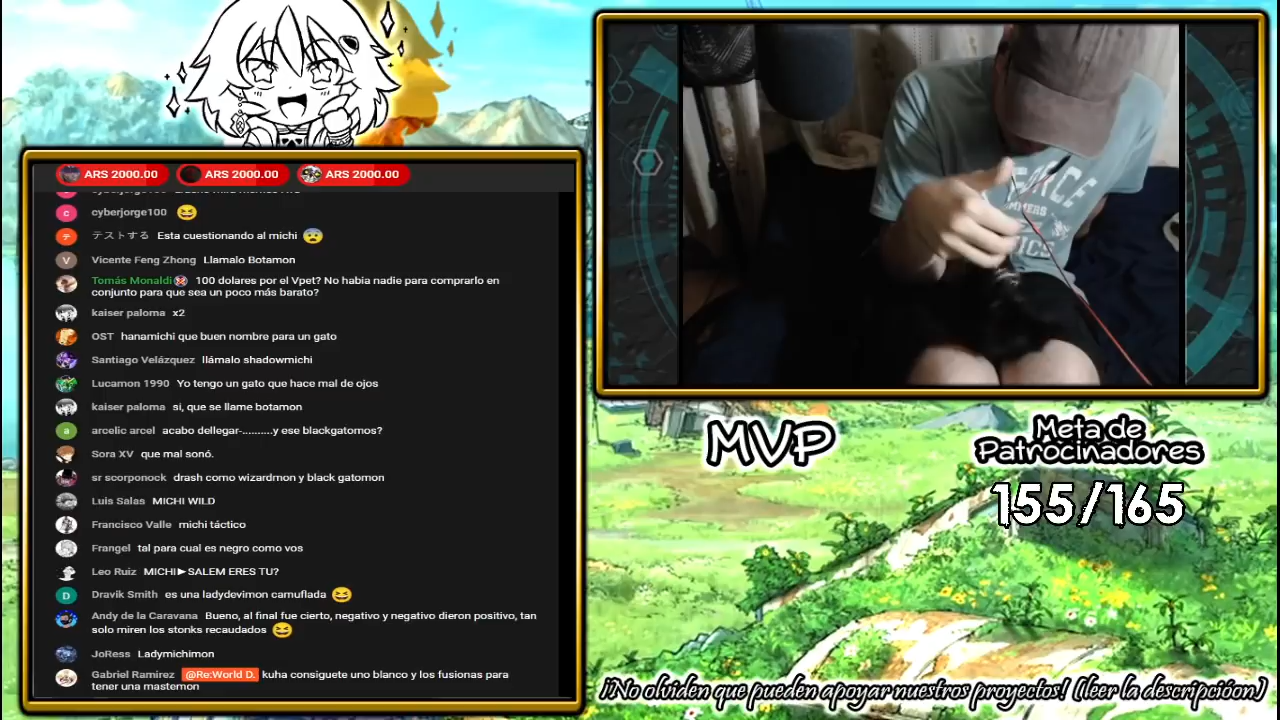 ARS 2000.00 ARS 2000.00 ARS 2000.00
cyberjorge100
テストする Esta cuestionando al michi
Vicente Feng Zhong Llamalo Botamon
Tomás Monaldi 100 dolares por el Vpet? No habia nadie para comprarlo en
conjunto para que sea un poco más barato?
kaiser paloma x2
OST hanamichi que buen nombre para un gato
Santiago Velázquez llámalo shadowmichi
Lucamon 1990 Yo tengo un gato que hace mal de ojos
kaiser paloma si, que se llame botamon
arcelic arcel acabo dellegar-..........y ese blackgatomos?
Sora XV que mal sonó.
sr scorponock drash como wizardmon y black gatomon
Luis Salas MICHI WILD
Francisco Valle michi táctico
Frangel tal para cual es negro como vos
Leo Ruiz MICHI►SALEM ERES TU?
Dravik Smith es una ladydevimon camuflada
Andy de la Caravana Bueno, al final fue cierto, negativo y negativo dieron positivo, tan
solo miren los stonks recaudados
JoRess Ladymichimon
Gabriel Ramirez @Re:World D. kuha consiguete uno blanco y los fusionas para
tener una mastemon
MVP
Meta de
Patrocinadores
155/165
¡¡No olviden que pueden apoyar nuestros proyectos! (leer la descripcióon)